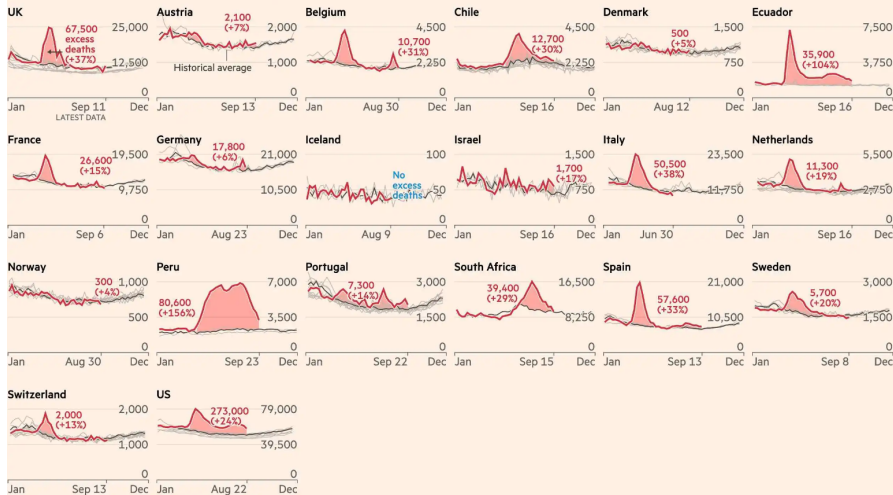 UK
25,000
67,500
excess
deaths
(+37%)
12,500
0
Jan
Sep 11
Dec
LATEST DATA
Austria
2,100
(+7%)
2,000
1,000
Historical average
0
Jan
Sep 13
Dec
Belgium
4,500
10,700
(+31%)
2,250
0
Jan
Aug 30
Dec
Chile
4,500
12,700
(+30%)
2,250
0
Jan
Sep 16
Dec
Denmark
1,500
500
(+5%)
750
0
Jan
Aug 12
Dec
Ecuador
7,500
35,900
(+104%)
3,750
0
Jan
Sep 16
Dec
France
19,500
26,600
(+15%)
9,750
0
Jan
Sep 6
Dec
Germany
17,800
(+6%)
21,000
10,500
0
Jan
Aug 23
Dec
Iceland
100
No
excess
deaths
50
0
Jan
Aug 9
Dec
Israel
1,500
1,700
(+17%)
750
0
Jan
Sep 16
Dec
Italy
23,500
50,500
(+38%)
11,750
0
Jan
Jun 30
Dec
Netherlands
5,500
11,300
(+19%)
2,750
0
Jan
Sep 16
Dec
Norway
300
(+4%)
1,000
500
0
Jan
Aug 30
Dec
Peru
80,600
(+156%)
7,000
3,500
0
Jan
Sep 23
Dec
Portugal
7,300
(+14%)
3,000
1,500
0
Jan
Sep 22
Dec
South Africa
39,400
(+29%)
16,500
8,250
0
Jan
Sep 15
Dec
Spain
21,000
57,600
(+33%)
10,500
0
Jan
Sep 13
Dec
Sweden
3,000
5,700
(+20%)
1,500
0
Jan
Sep 8
Dec
Switzerland
2,000
(+13%)
2,000
1,000
0
Jan
Sep 13
Dec
US
273,000
(+24%)
79,000
39,500
0
Jan
Aug 22
Dec